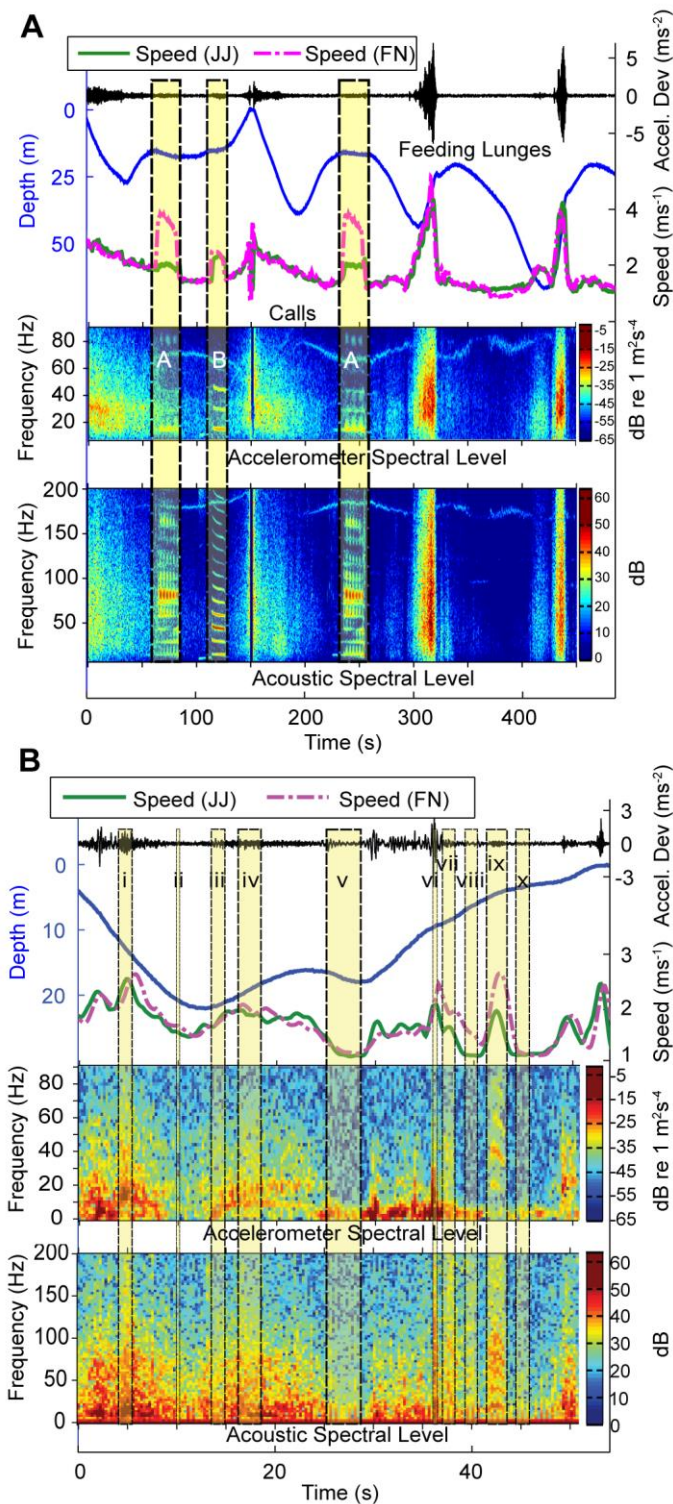 A
Speed (JJ) Speed (FN)
5
0
-5
Accel. Dev (ms⁻²)
0
25
50
Depth (m)
Feeding Lunges
4
2
Speed (ms⁻¹)
Calls
80
60
40
20
Frequency (Hz)
A B A
-5
-15
-25
-35
-45
-55
-65
dB re 1 m²s⁻⁴
Accelerometer Spectral Level
200
150
100
50
Frequency (Hz)
60
50
40
30
20
10
0
dB
Acoustic Spectral Level
0 100 200 300 400
Time (s)
B
Speed (JJ) Speed (FN)
3
0
-3
Accel. Dev (ms⁻²)
i ii iii iv v vi vii viii ix x
0
10
20
Depth (m)
3
2
1
Speed (ms⁻¹)
80
60
40
20
0
Frequency (Hz)
-5
-15
-25
-35
-45
-55
-65
dB re 1 m²s⁻⁴
Accelerometer Spectral Level
200
150
100
50
0
Frequency (Hz)
60
50
40
30
20
10
0
dB
Acoustic Spectral Level
0 20 40
Time (s)